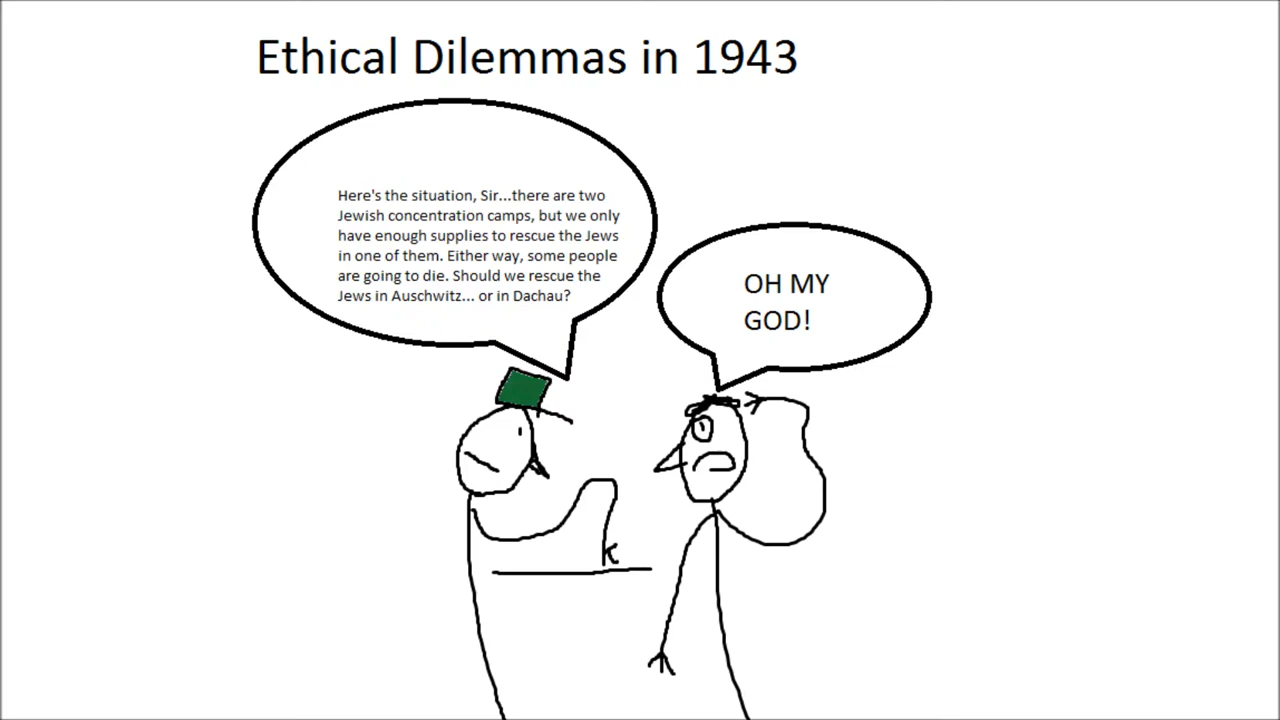 Ethical Dilemmas in 1943
Here's the situation, Sir...there are two
Jewish concentration camps, but we only
have enough supplies to rescue the Jews
in one of them. Either way, some people
are going to die. Should we rescue the
Jews in Auschwitz... or in Dachau?
OH MY
GOD!